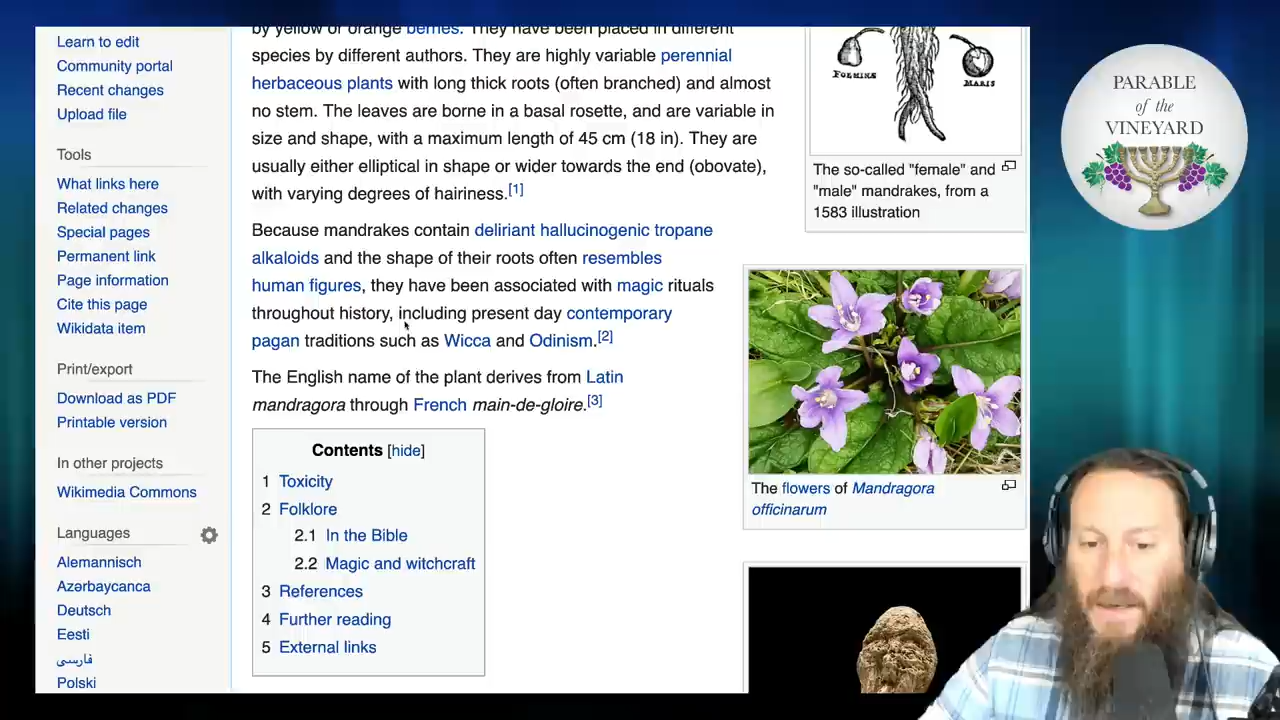 Learn to edit
Community portal
Recent changes
Upload file
Tools
What links here
Related changes
Special pages
Permanent link
Page information
Cite this page
Wikidata item
Print/export
Download as PDF
Printable version
In other projects
Wikimedia Commons
Languages
Alemannisch
Azərbaycanca
Deutsch
Eesti
فارسی
Polski
by yellow or orange berries. They have been placed in different
species by different authors. They are highly variable perennial
herbaceous plants with long thick roots (often branched) and almost
no stem. The leaves are borne in a basal rosette, and are variable in
size and shape, with a maximum length of 45 cm (18 in). They are
usually either elliptical in shape or wider towards the end (obovate),
with varying degrees of hairiness.[1]
Because mandrakes contain deliriant hallucinogenic tropane
alkaloids and the shape of their roots often resembles
human figures, they have been associated with magic rituals
throughout history, including present day contemporary
pagan traditions such as Wicca and Odinism.[2]
The English name of the plant derives from Latin
mandragora through French main-de-gloire.[3]
Contents [hide]
1 Toxicity
2 Folklore
2.1 In the Bible
2.2 Magic and witchcraft
3 References
4 Further reading
5 External links
MARIS
The so-called "female" and
"male" mandrakes, from a
1583 illustration
The flowers of Mandragora
officinarum
PARABLE
of the
VINEYARD